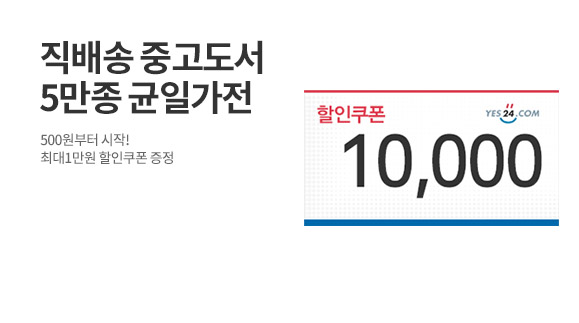 직배송 중고도서
5만종 균일가전
500원부터 시작!
최대1만원 할인쿠폰 증정
할인쿠폰
YES24.COM
10,000